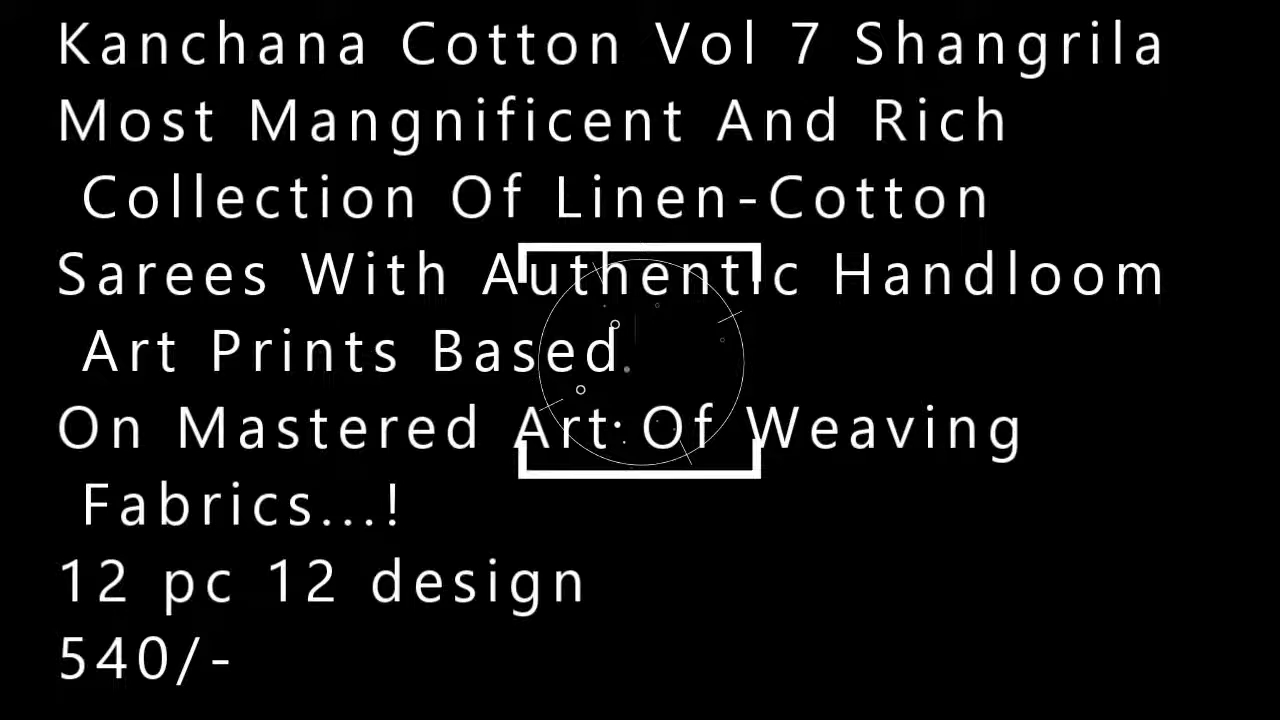 Kanchana Cotton Vol 7 Shangrila
Most Mangnificent And Rich
Collection Of Linen-Cotton
Sarees With Authentic Handloom
Art Prints Based
On Mastered Art Of Weaving
Fabrics...!
12 pc 12 design
540/-